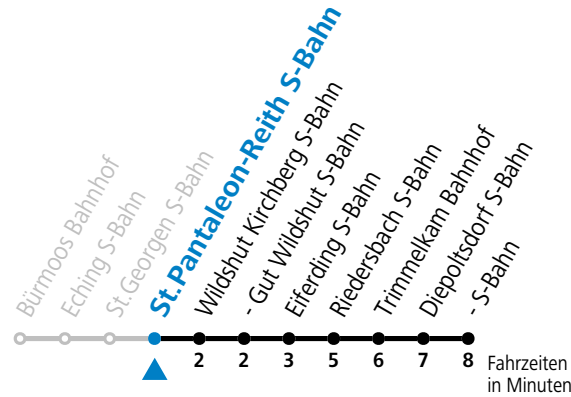 Bürmoos Bahnhof
Eching S-Bahn
St.Georgen S-Bahn
St.Pantaleon-Reith S-Bahn
Wildshut Kirchberg S-Bahn
- Gut Wildshut S-Bahn
Eiferding S-Bahn
Riedersbach S-Bahn
Trimmelkam Bahnhof
Diepoltsdorf S-Bahn
- S-Bahn
2 2 3 5 6 7 8
Fahrzeiten
in Minuten